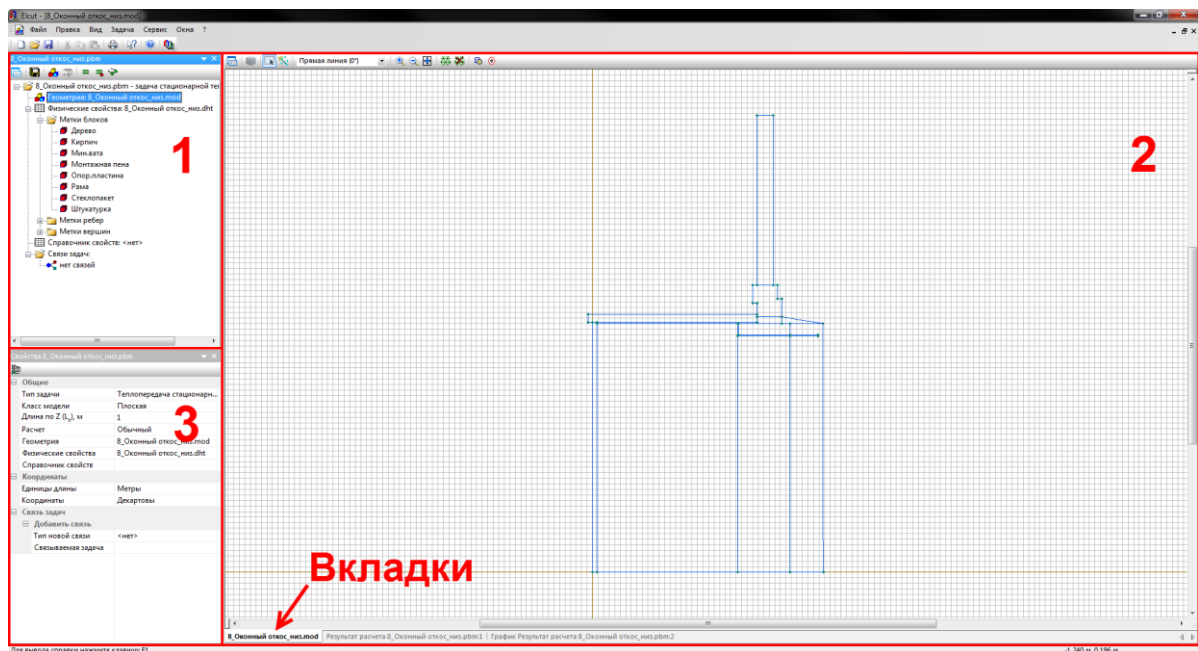 Elcut - [8_Оконный откос_низ.mod]
Файл Правка Вид Задача Сервис Окна ?
8_Оконный откос_низ.pbm
8_Оконный откос_низ.pbm - задача стационарной теп
Геометрия: 8_Оконный откос_низ.mod
Физические свойства: 8_Оконный откос_низ.dht
Метки блоков
Дерево
Кирпич
Мин.вата
Монтажная пена
Опор.пластина
Рама
Стеклопакет
Штукатурка
Метки ребер
Метки вершин
Справочник свойств: <нет>
Связи задач:
нет связей
1
Прямая линия (0°)
2
Свойства 8_Оконный откос_низ.pbm
Общие
Тип задачи Теплопередача стационарн...
Класс модели Плоская
Длина по Z (Lz), м 1
Расчет Обычный
Геометрия 8_Оконный откос_низ.mod
Физические свойства 8_Оконный откос_низ.dht
Справочник свойств
Координаты
Единицы длины Метры
Координаты Декартовы
Связь задач
Добавить связь
Тип новой связи <нет>
Связываемая задача
3
Вкладки
8_Оконный откос_низ.mod Результат расчета 8_Оконный откос_низ.pbm:1 График Результат расчета 8_Оконный откос_низ.pbm:2
Для вывода справки нажмите клавишу F1
-1.240 м, 0.196 м